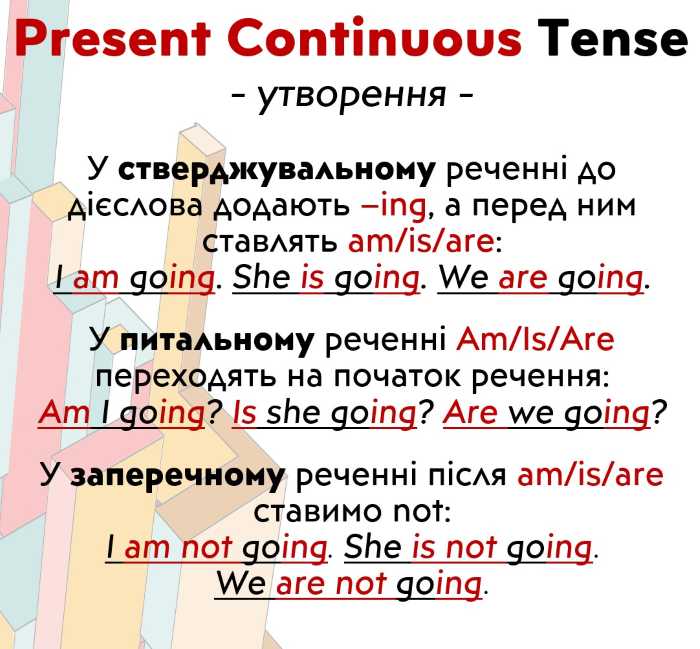 Present Continuous Tense
- утворення -
У стверджувальному реченні до
дієслова додають –ing, а перед ним
ставлять am/is/are:
I am going. She is going. We are going.
У питальному реченні Am/Is/Are
переходять на початок речення:
Am I going? Is she going? Are we going?
У заперечному реченні після am/is/are
ставимо not:
I am not going. She is not going.
We are not going.